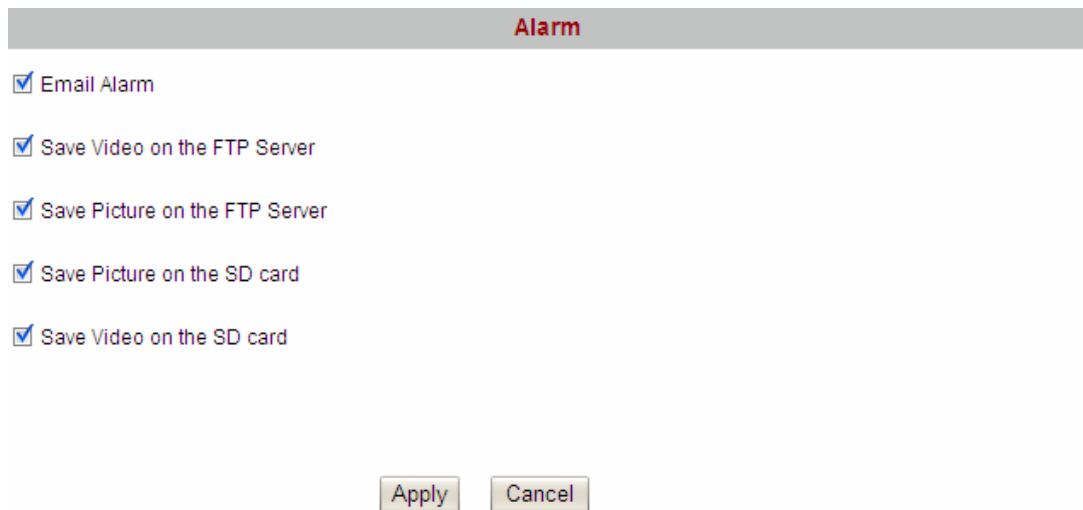 Alarm
Email Alarm
Save Video on the FTP Server
Save Picture on the FTP Server
Save Picture on the SD card
Save Video on the SD card
Apply Cancel